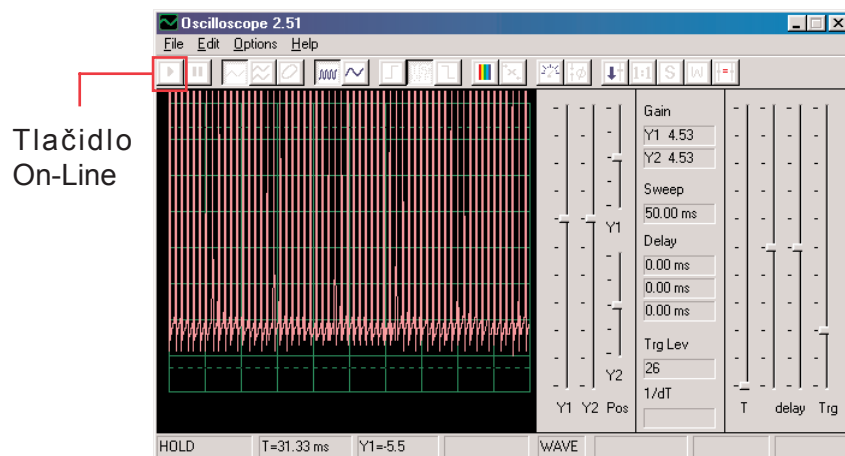 Oscilloscope 2.51
File Edit Options Help
1:1 S W
Tlačidlo
On-Line
Gain
Y1 4.53
Y2 4.53
Sweep
50.00 ms
Delay
0.00 ms
0.00 ms
0.00 ms
Trg Lev
26
1/dT
Y1
Y2
Y1 Y2 Pos
T delay Trg
HOLD T=31.33 ms Y1=-5.5 WAVE